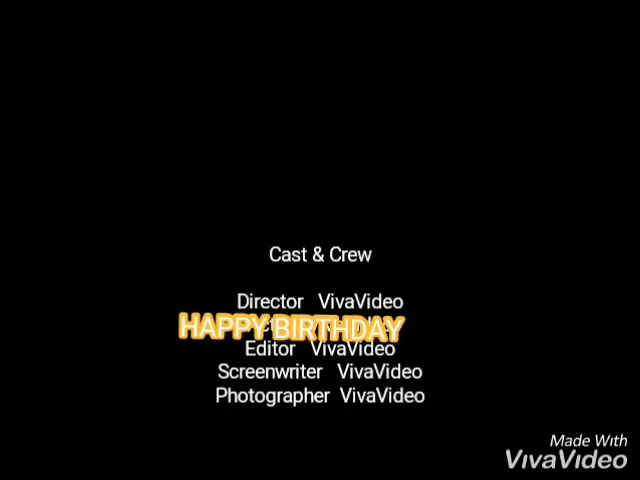 Cast & Crew
Director VivaVideo
HAPPY BIRTHDAY
Editor VivaVideo
Screenwriter VivaVideo
Photographer VivaVideo
Made With
VivaVideo